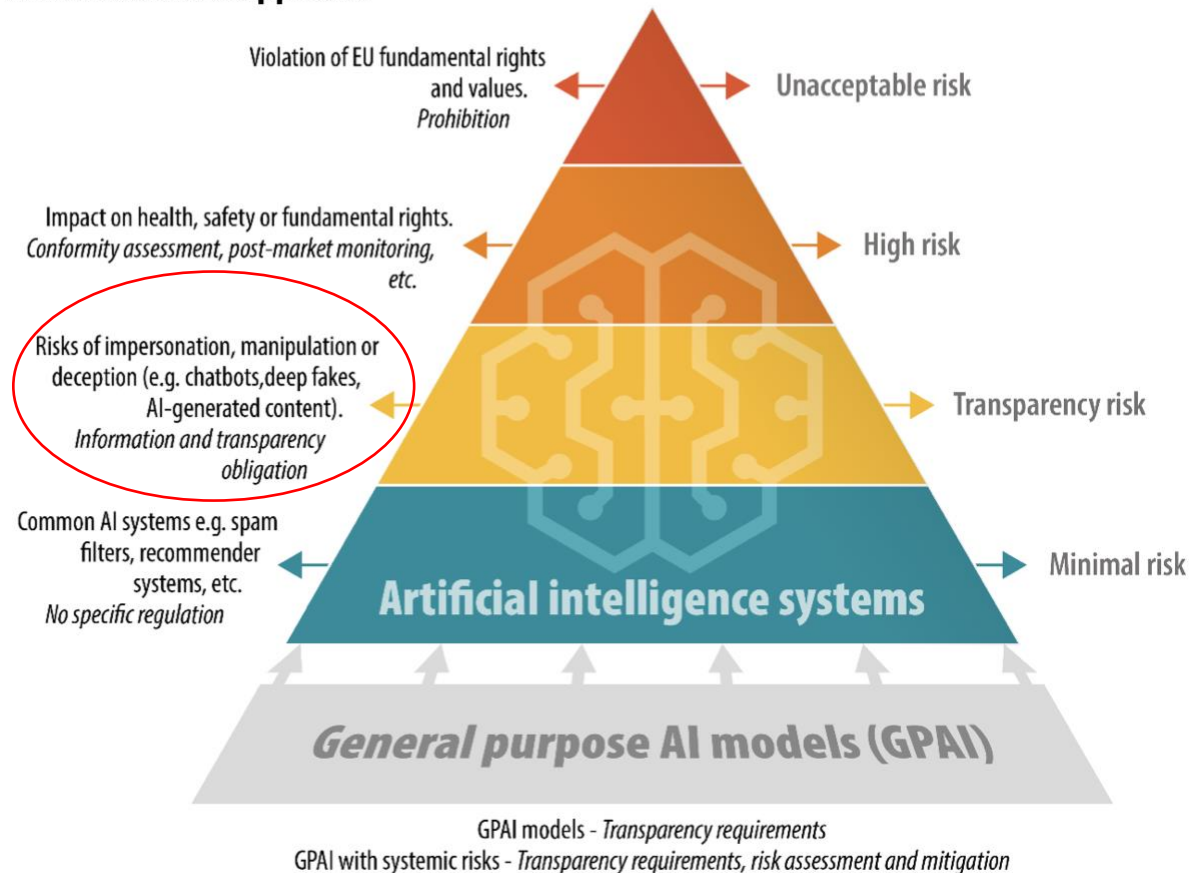 Violation of EU fundamental rights
and values.
Prohibition
Unacceptable risk
Impact on health, safety or fundamental rights.
Conformity assessment, post-market monitoring,
etc.
High risk
Risks of impersonation, manipulation or
deception (e.g. chatbots,deep fakes,
AI-generated content).
Information and transparency
obligation
Transparency risk
Common AI systems e.g. spam
filters, recommender
systems, etc.
No specific regulation
Minimal risk
Artificial intelligence systems
General purpose AI models (GPAI)
GPAI models - Transparency requirements
GPAI with systemic risks - Transparency requirements, risk assessment and mitigation